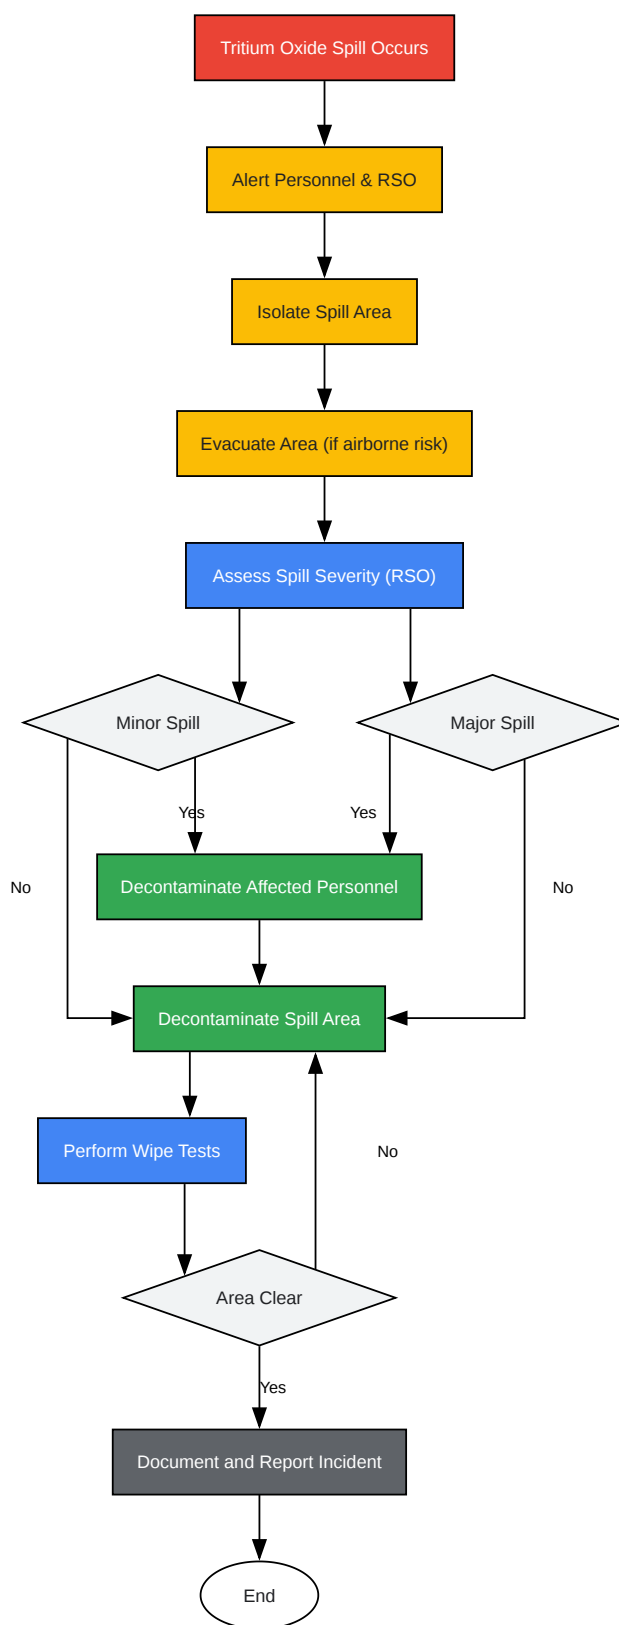 Tritium Oxide Spill Occurs
Alert Personnel & RSO
Isolate Spill Area
Evacuate Area (if airborne risk)
Assess Spill Severity (RSO)
Minor Spill
Major Spill
Yes
Yes
No
Decontaminate Affected Personnel
No
Decontaminate Spill Area
Perform Wipe Tests
No
Area Clear
Yes
Document and Report Incident
End